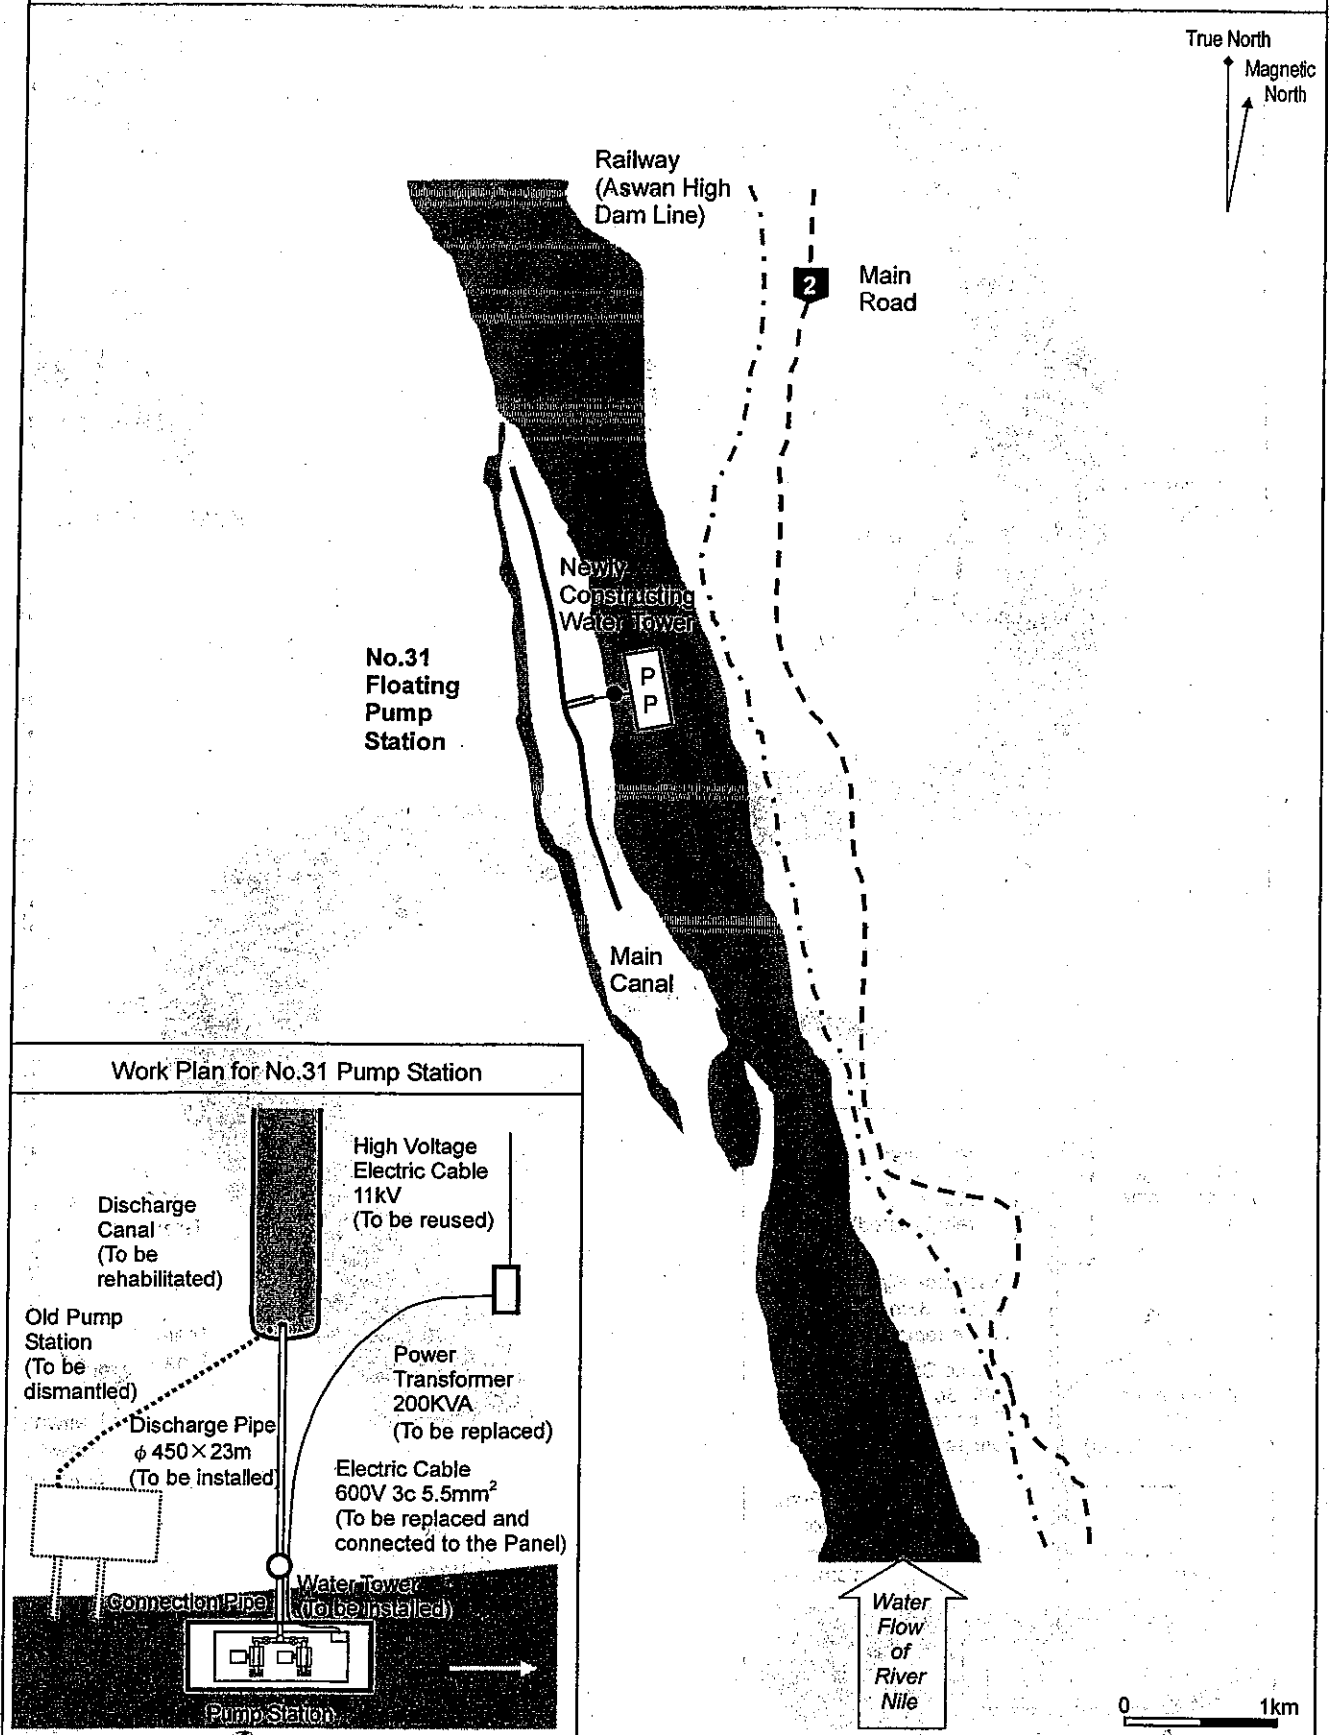 True North
Magnetic
North
Railway
(Aswan High
Dam Line)
2
Main
Road
Newly
Constructing
Water Tower
No.31
Floating
Pump
Station
P
P
Main
Canal
Work Plan for No.31 Pump Station
High Voltage
Electric Cable
11kV
(To be reused)
Discharge
Canal
(To be
rehabilitated)
Old Pump
Station
(To be
dismantled)
Power
Transformer
200KVA
(To be replaced)
Discharge Pipe
ϕ 450×23m
(To be installed)
Electric Cable
600V 3c 5.5mm²
(To be replaced and
connected to the Panel)
Water Tower
(To be installed)
Connection Pipe
Pump Station
Water
Flow
of
River
Nile
0 1km